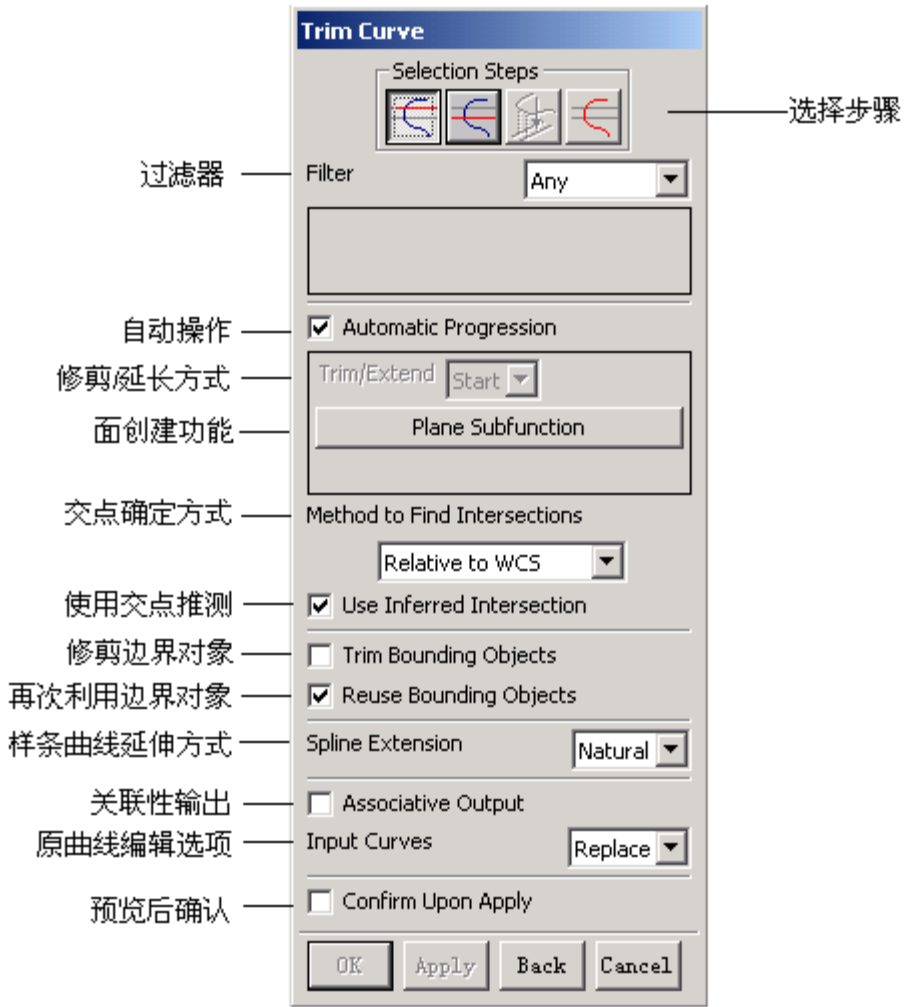 Trim Curve
Selection Steps
选择步骤
过滤器
Filter
Any
自动操作
Automatic Progression
修剪/延长方式
Trim/Extend
Start
面创建功能
Plane Subfunction
交点确定方式
Method to Find Intersections
Relative to WCS
使用交点推测
Use Inferred Intersection
修剪边界对象
Trim Bounding Objects
再次利用边界对象
Reuse Bounding Objects
样条曲线延伸方式
Spline Extension
Natural
关联性输出
Associative Output
原曲线编辑选项
Input Curves
Replace
预览后确认
Confirm Upon Apply
OK
Apply
Back
Cancel